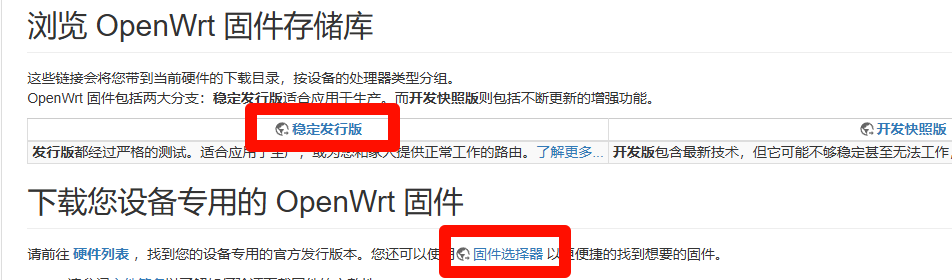 浏览 OpenWrt 固件存储库
这些链接会将您带到当前硬件的下载目录，按设备的处理器类型分组。
OpenWrt 固件包括两大分支：稳定发行版适合应用于生产。而开发快照版则包括不断更新的增强功能。
稳定发行版 开发快照版
发行版都经过严格的测试。适合应用于生产，或为您和家人提供正常工作的路由。了解更多... 开发版包含最新技术，但它可能不够稳定甚至无法工作，
下载您设备专用的 OpenWrt 固件
请前往 硬件列表 ，找到您的设备专用的官方发行版本。您还可以使用 固件选择器 以更便捷的找到想要的固件。